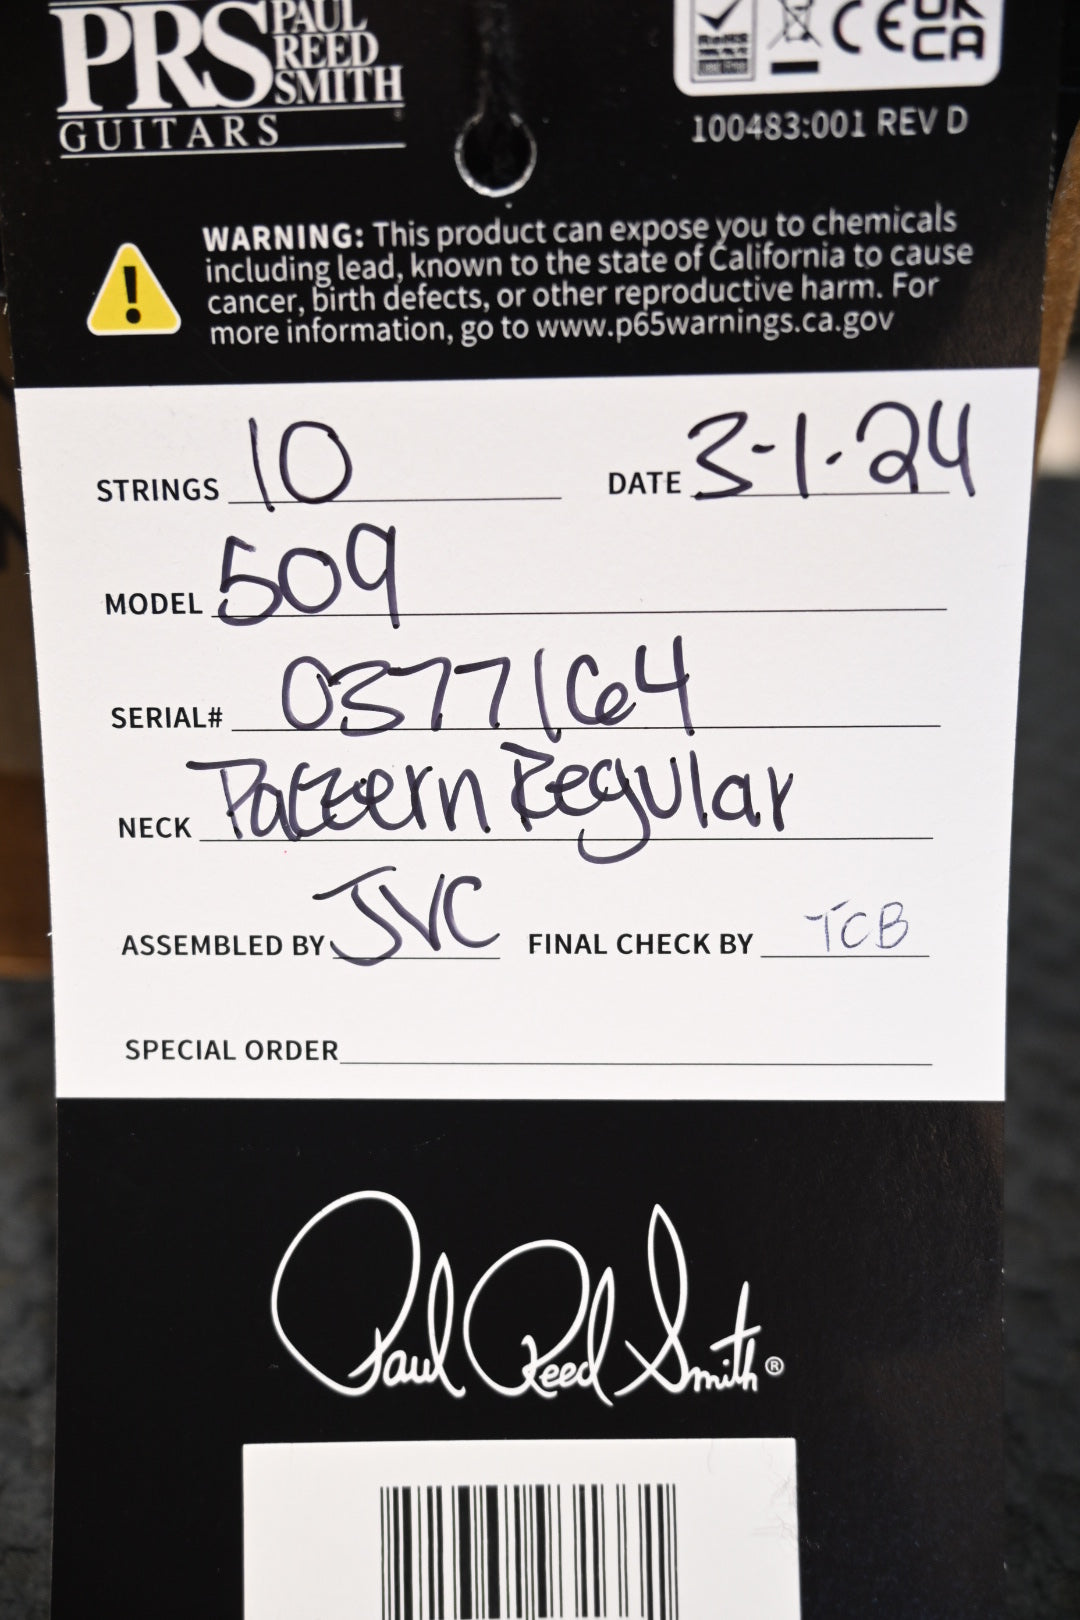 PRS PAUL REED SMITH
GUITARS
RoHS
CE UK CA
100483:001 REV D
WARNING: This product can expose you to chemicals
including lead, known to the state of California to cause
cancer, birth defects, or other reproductive harm. For
more information, go to www.p65warnings.ca.gov
STRINGS 10 DATE 3-1-24
MODEL 509
SERIAL# 0377164
NECK Pattern Regular
ASSEMBLED BY JVC FINAL CHECK BY TCB
SPECIAL ORDER
Paul Reed Smith®